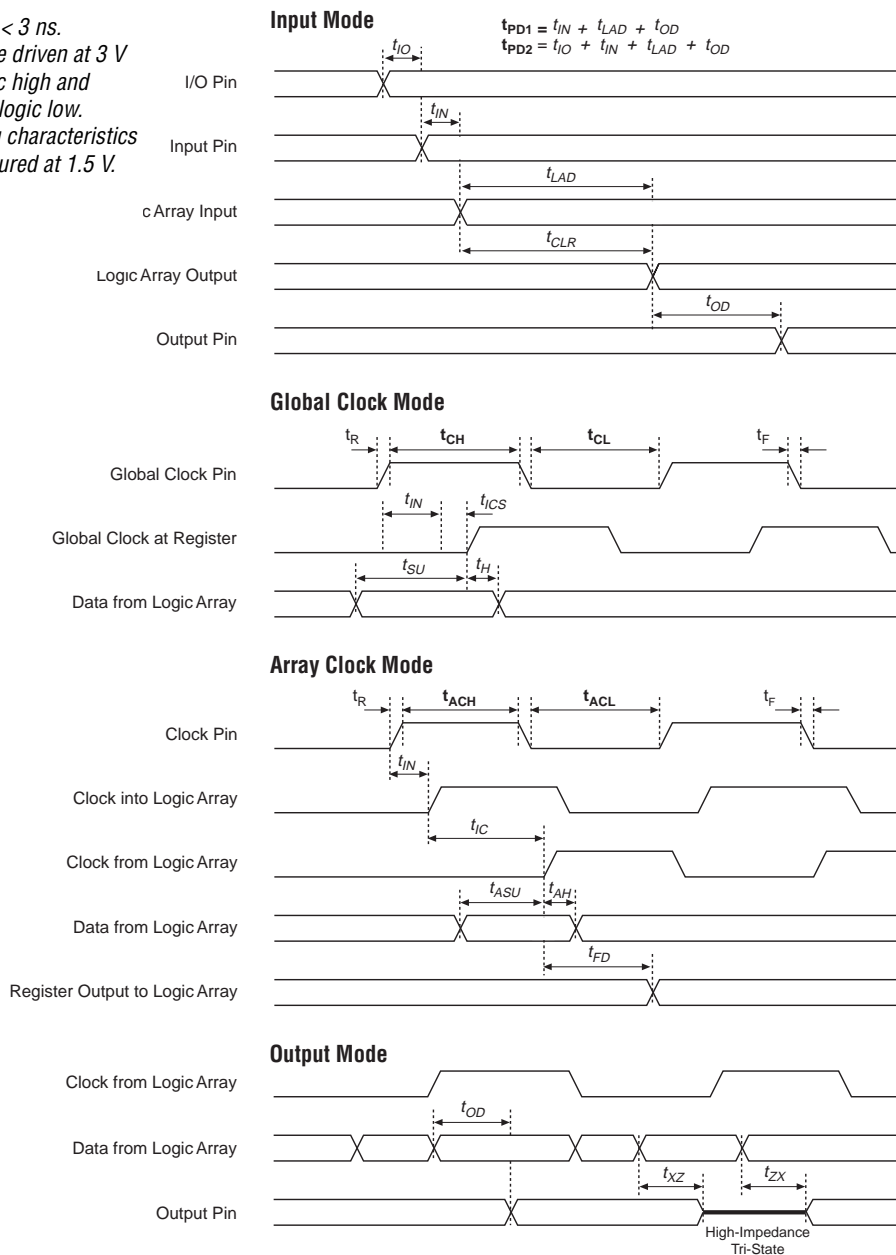 < 3 ns.
driven at 3 V
high and
logic low.
characteristics
at 1.5 V.
Input Mode
tPD1 = tIN + tLAD + tOD
tPD2 = tIO + tIN + tLAD + tOD
tIO
I/O Pin
tIN
Input Pin
tLAD
Array Input
tCLR
Logic Array Output
tOD
Output Pin
Global Clock Mode
tR tCH tCL tF
Global Clock Pin
tIN tICS
Global Clock at Register
tSU tH
Data from Logic Array
Array Clock Mode
tR tACH tACL tF
Clock Pin
tIN
Clock into Logic Array
tIC
Clock from Logic Array
tASU tAH
Data from Logic Array
tFD
Register Output to Logic Array
Output Mode
Clock from Logic Array
tOD
Data from Logic Array
tXZ tZX
Output Pin
High-Impedance
Tri-State